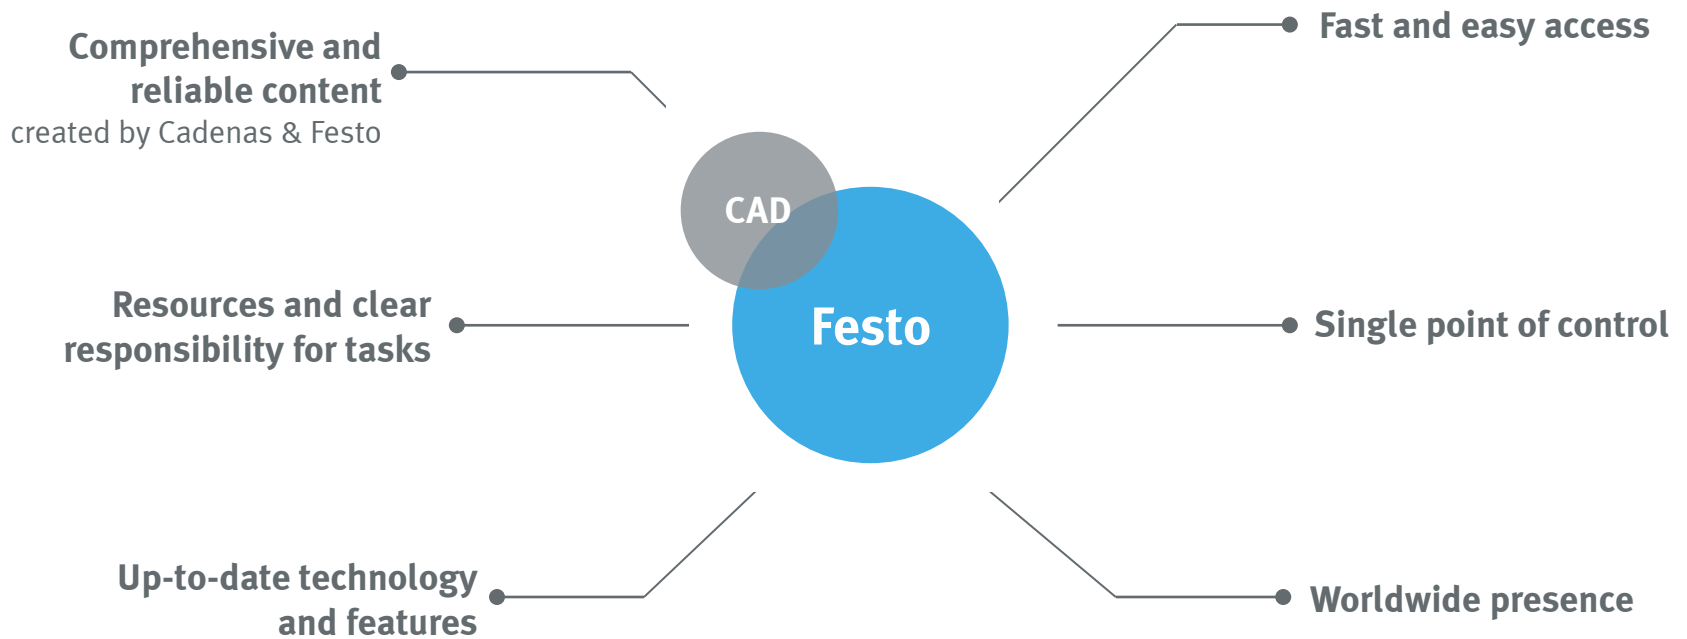 Comprehensive and
reliable content
created by Cadenas & Festo
Fast and easy access
CAD
Resources and clear
responsibility for tasks
Festo
Single point of control
Up-to-date technology
and features
Worldwide presence